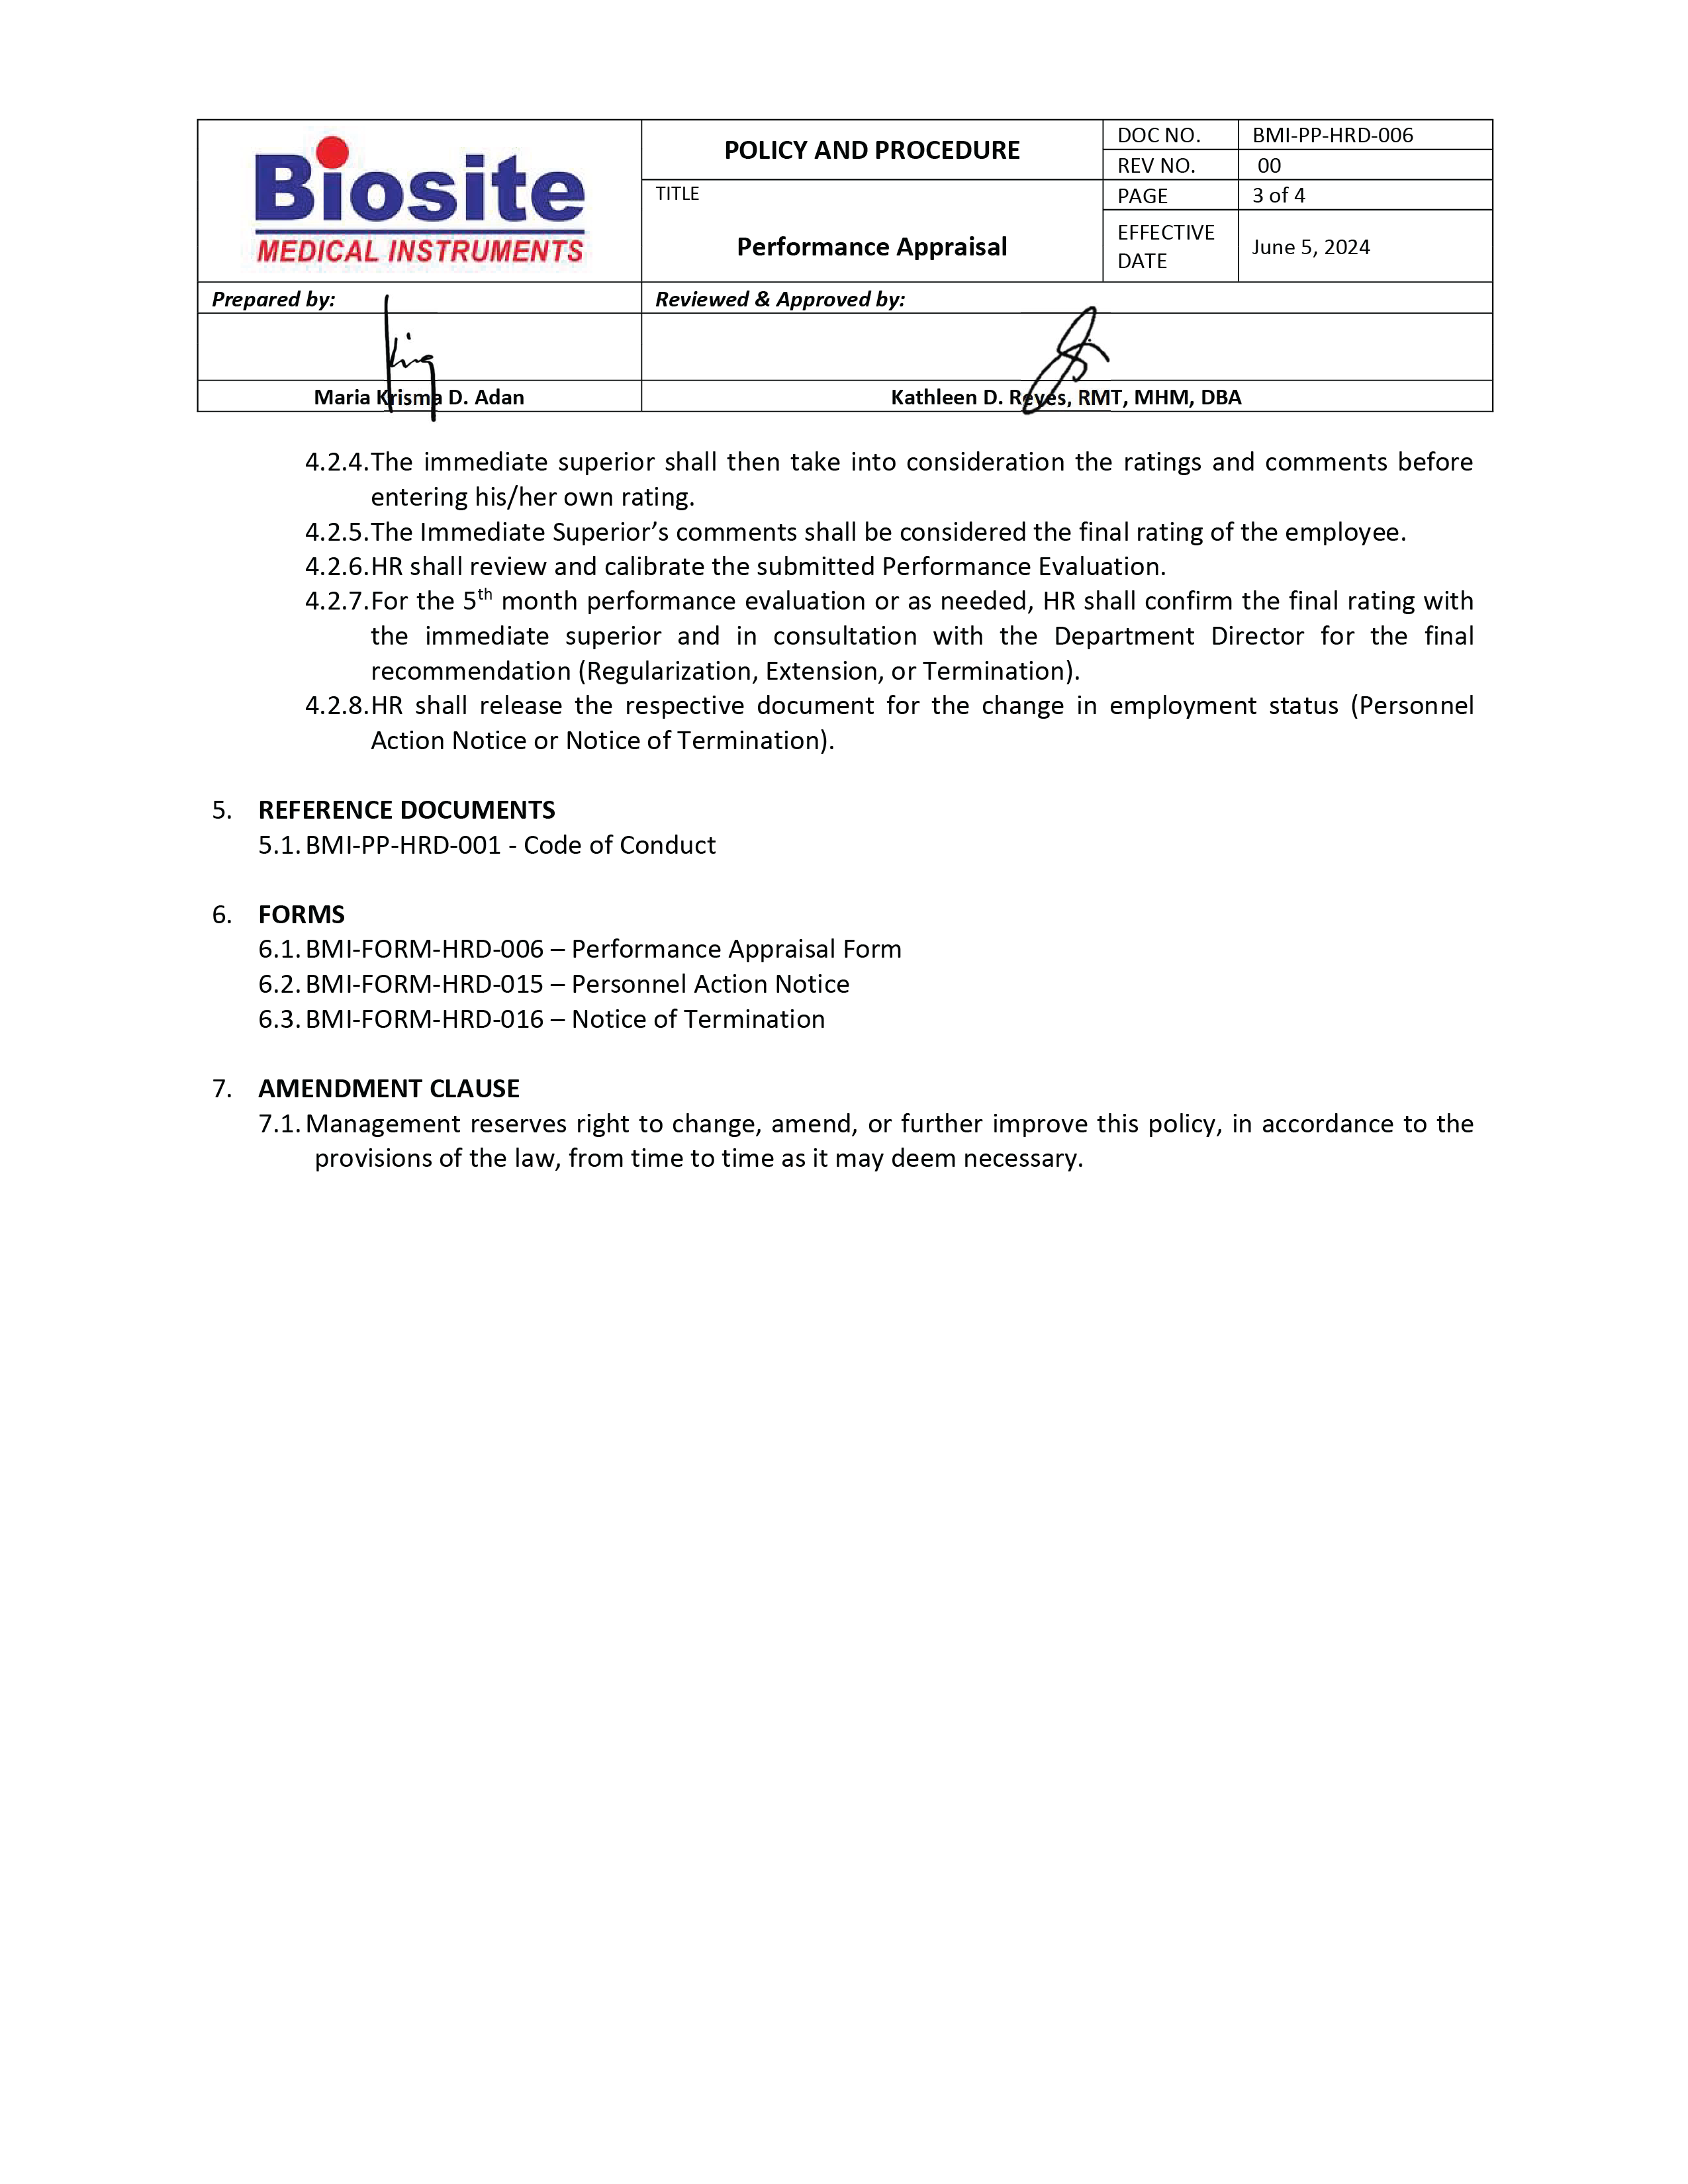 Biosite
MEDICAL INSTRUMENTS
POLICY AND PROCEDURE
DOC NO. BMI-PP-HRD-006
REV NO. 00
TITLE
Performance Appraisal
PAGE 3 of 4
EFFECTIVE DATE June 5, 2024
Prepared by:
Reviewed & Approved by:
Maria Krisma D. Adan
Kathleen D. Reyes, RMT, MHM, DBA
4.2.4.The immediate superior shall then take into consideration the ratings and comments before
entering his/her own rating.
4.2.5.The Immediate Superior’s comments shall be considered the final rating of the employee.
4.2.6.HR shall review and calibrate the submitted Performance Evaluation.
4.2.7.For the 5th month performance evaluation or as needed, HR shall confirm the final rating with
the immediate superior and in consultation with the Department Director for the final
recommendation (Regularization, Extension, or Termination).
4.2.8.HR shall release the respective document for the change in employment status (Personnel
Action Notice or Notice of Termination).
5. REFERENCE DOCUMENTS
5.1. BMI-PP-HRD-001 - Code of Conduct
6. FORMS
6.1. BMI-FORM-HRD-006 – Performance Appraisal Form
6.2. BMI-FORM-HRD-015 – Personnel Action Notice
6.3. BMI-FORM-HRD-016 – Notice of Termination
7. AMENDMENT CLAUSE
7.1. Management reserves right to change, amend, or further improve this policy, in accordance to the
provisions of the law, from time to time as it may deem necessary.